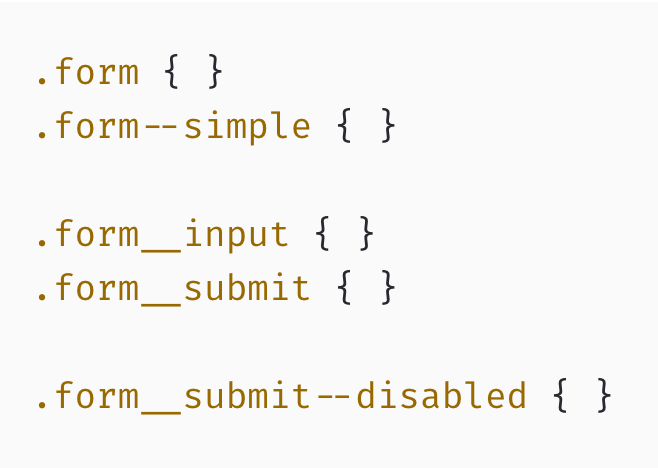 .form { }
.form--simple { }
.form__input { }
.form__submit { }
.form__submit--disabled { }